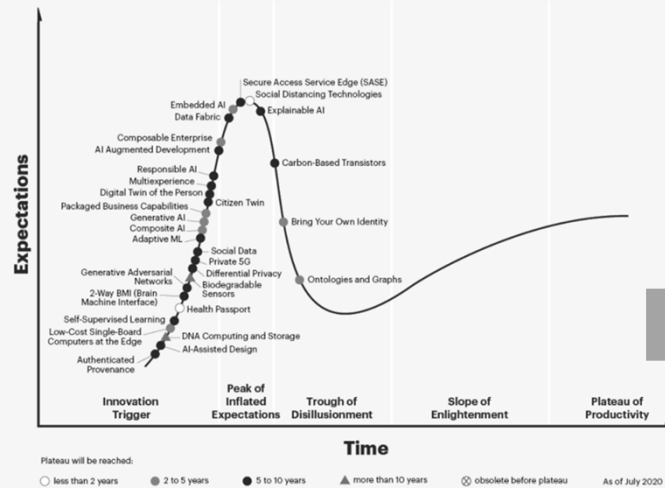 Expectations
Secure Access Service Edge (SASE)
Social Distancing Technologies
Embedded AI
Data Fabric
Explainable AI
Composable Enterprise
AI Augmented Development
Carbon-Based Transistors
Responsible AI
Multiexperience
Digital Twin of the Person
Citizen Twin
Packaged Business Capabilities
Generative AI
Composite AI
Adaptive ML
Bring Your Own Identity
Social Data
Private 5G
Differential Privacy
Generative Adversarial
Networks
Biodegradable
Sensors
Ontologies and Graphs
2-Way BMI (Brain
Machine Interface)
Health Passport
Self-Supervised Learning
Low-Cost Single-Board
Computers at the Edge
DNA Computing and Storage
AI-Assisted Design
Authenticated
Provenance
Innovation
Trigger
Peak of
Inflated
Expectations
Trough of
Disillusionment
Slope of
Enlightenment
Plateau of
Productivity
Time
Plateau will be reached:
less than 2 years
2 to 5 years
5 to 10 years
more than 10 years
obsolete before plateau
As of July 2020